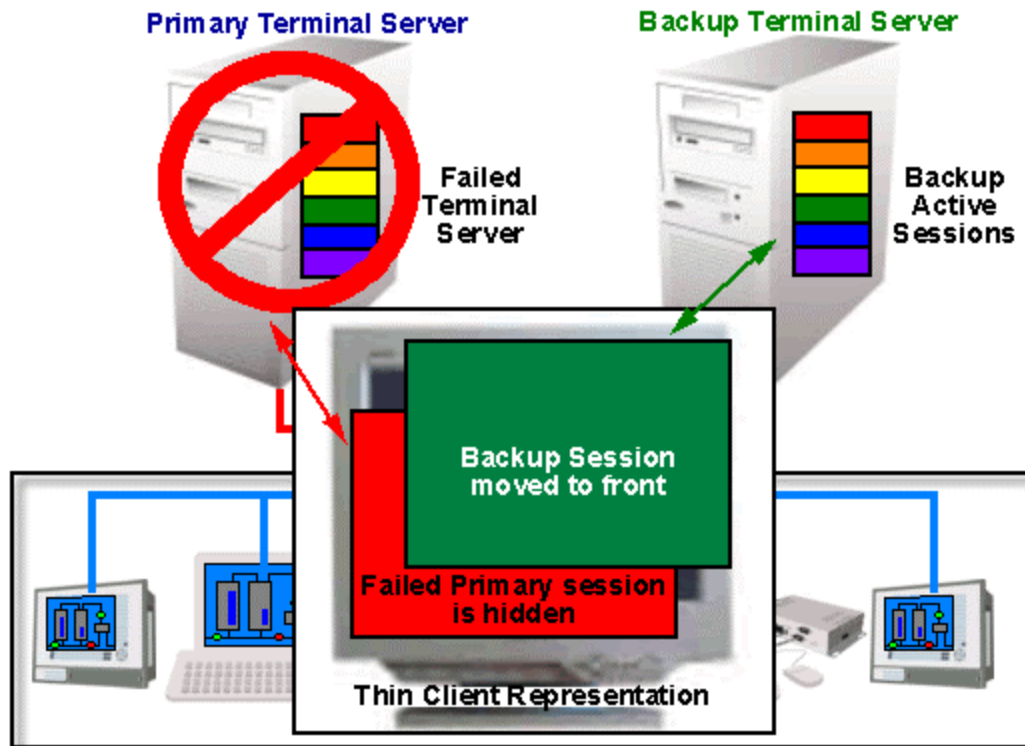 Primary Terminal Server
Backup Terminal Server
Failed
Terminal
Server
Backup
Active
Sessions
Backup Session
moved to front
Failed Primary session
is hidden
Thin Client Representation